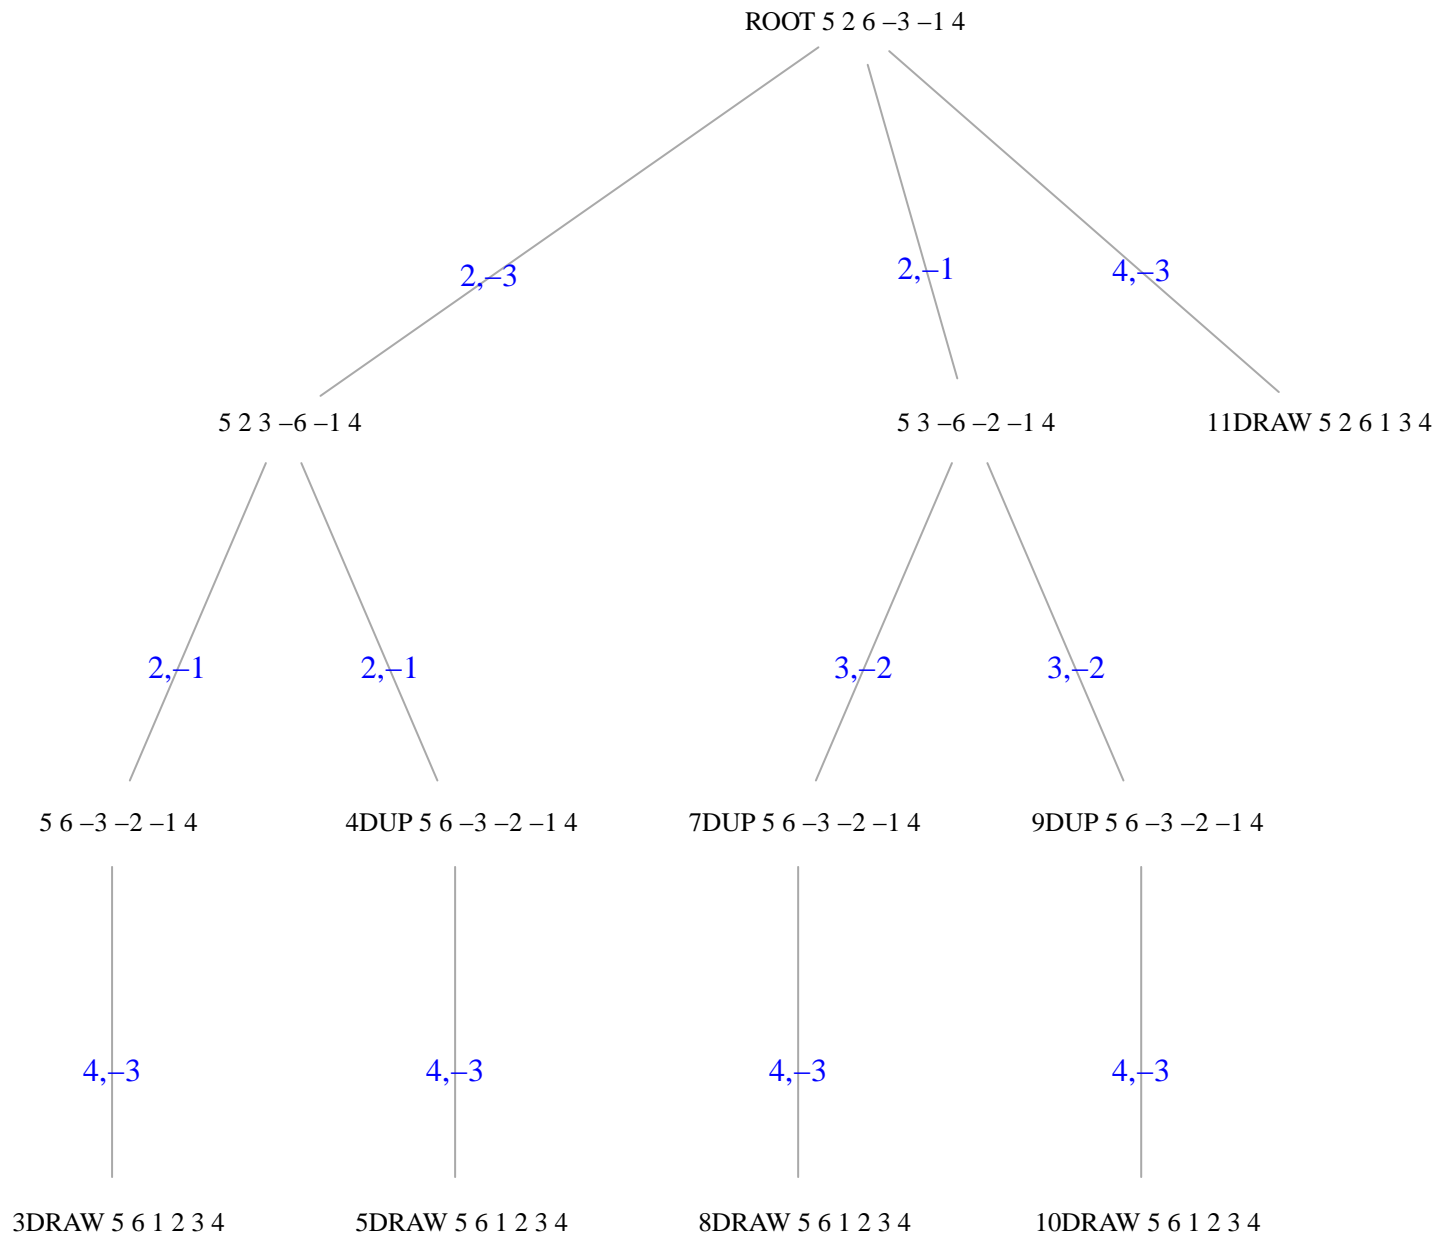 ROOT 5 2 6 –3 –1 4
2,–3
2,–1
4,–3
5 2 3 –6 –1 4
5 3 –6 –2 –1 4
11DRAW 5 2 6 1 3 4
2,–1
2,–1
3,–2
3,–2
5 6 –3 –2 –1 4
4DUP 5 6 –3 –2 –1 4
7DUP 5 6 –3 –2 –1 4
9DUP 5 6 –3 –2 –1 4
4,–3
4,–3
4,–3
4,–3
3DRAW 5 6 1 2 3 4
5DRAW 5 6 1 2 3 4
8DRAW 5 6 1 2 3 4
10DRAW 5 6 1 2 3 4